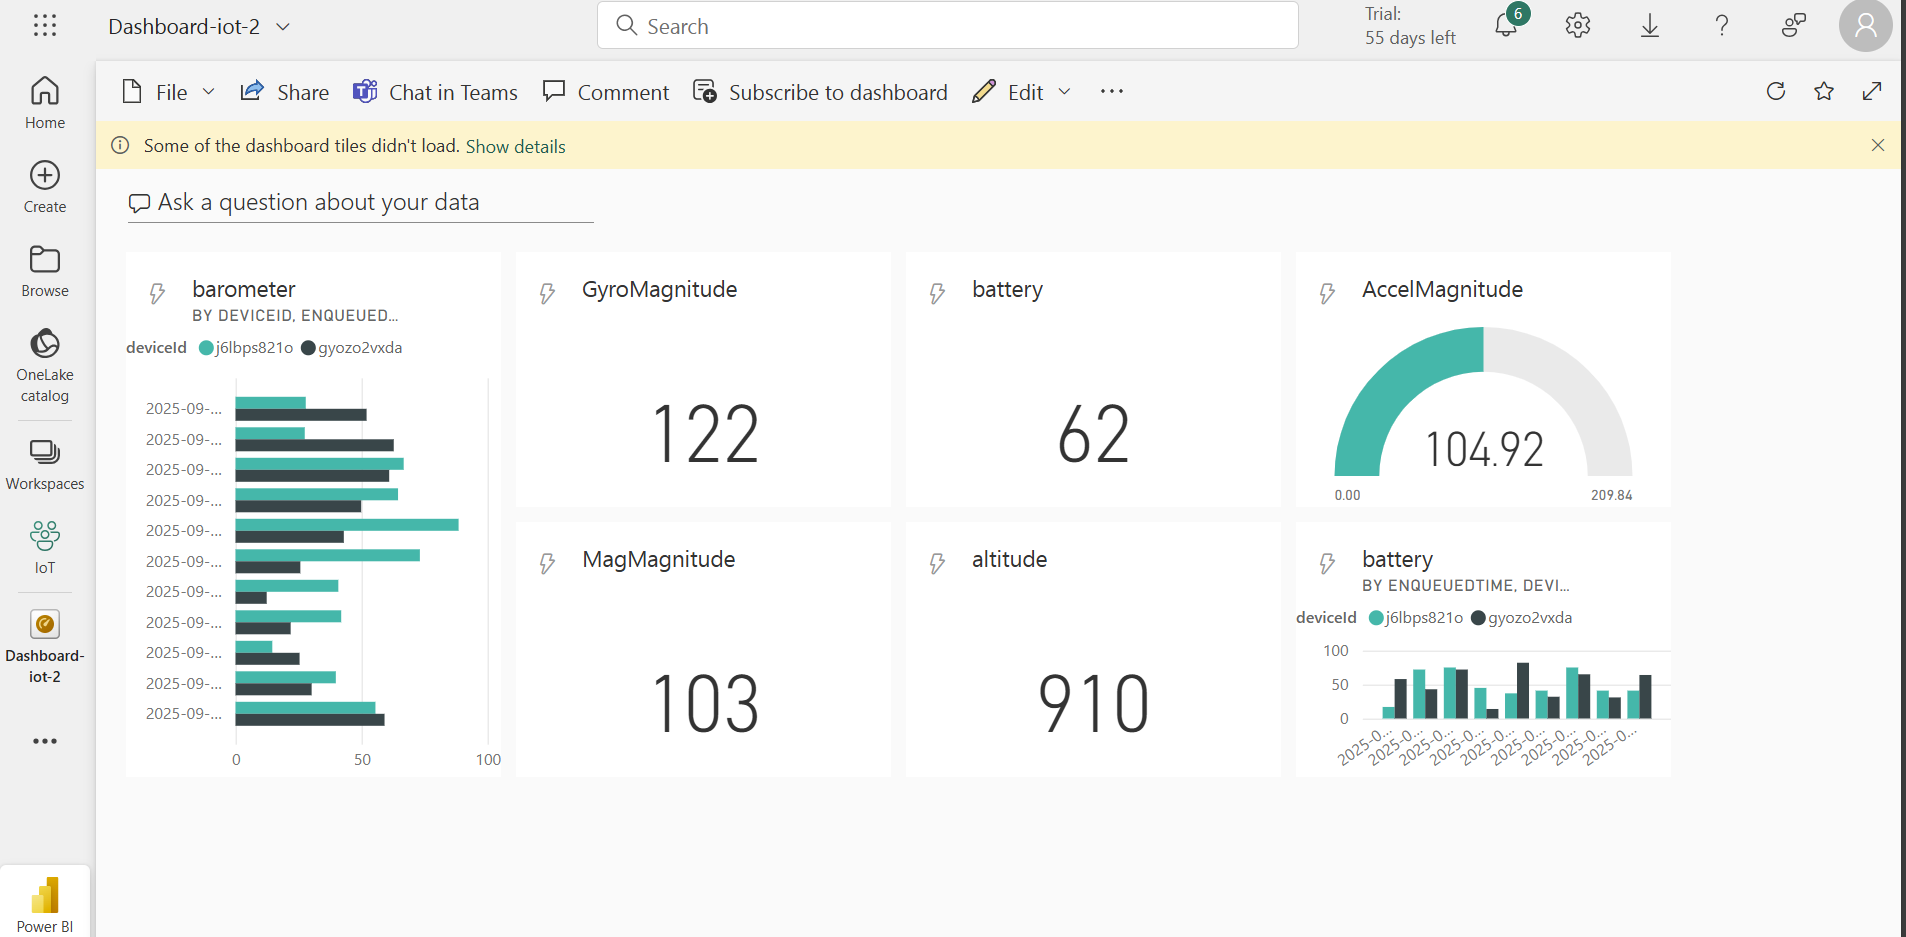 Dashboard-iot-2
Search
Trial:
55 days left
6
Home
Create
Browse
OneLake
catalog
Workspaces
IoT
Dashboard-
iot-2
Power BI
File
Share
Chat in Teams
Comment
Subscribe to dashboard
Edit
Some of the dashboard tiles didn't load. Show details
Ask a question about your data
barometer
BY DEVICEID, ENQUEUED...
deviceId j6lbps821o gyozo2vxda
2025-09-...
2025-09-...
2025-09-...
2025-09-...
2025-09-...
2025-09-...
2025-09-...
2025-09-...
2025-09-...
2025-09-...
2025-09-...
0 50 100
GyroMagnitude
122
battery
62
AccelMagnitude
104.92
0.00 209.84
MagMagnitude
103
altitude
910
battery
BY ENQUEUEDTIME, DEVI...
deviceId j6lbps821o gyozo2vxda
100
50
0
2025-0... 2025-0... 2025-0... 2025-0... 2025-0... 2025-0... 2025-0... 2025-0... 2025-0...